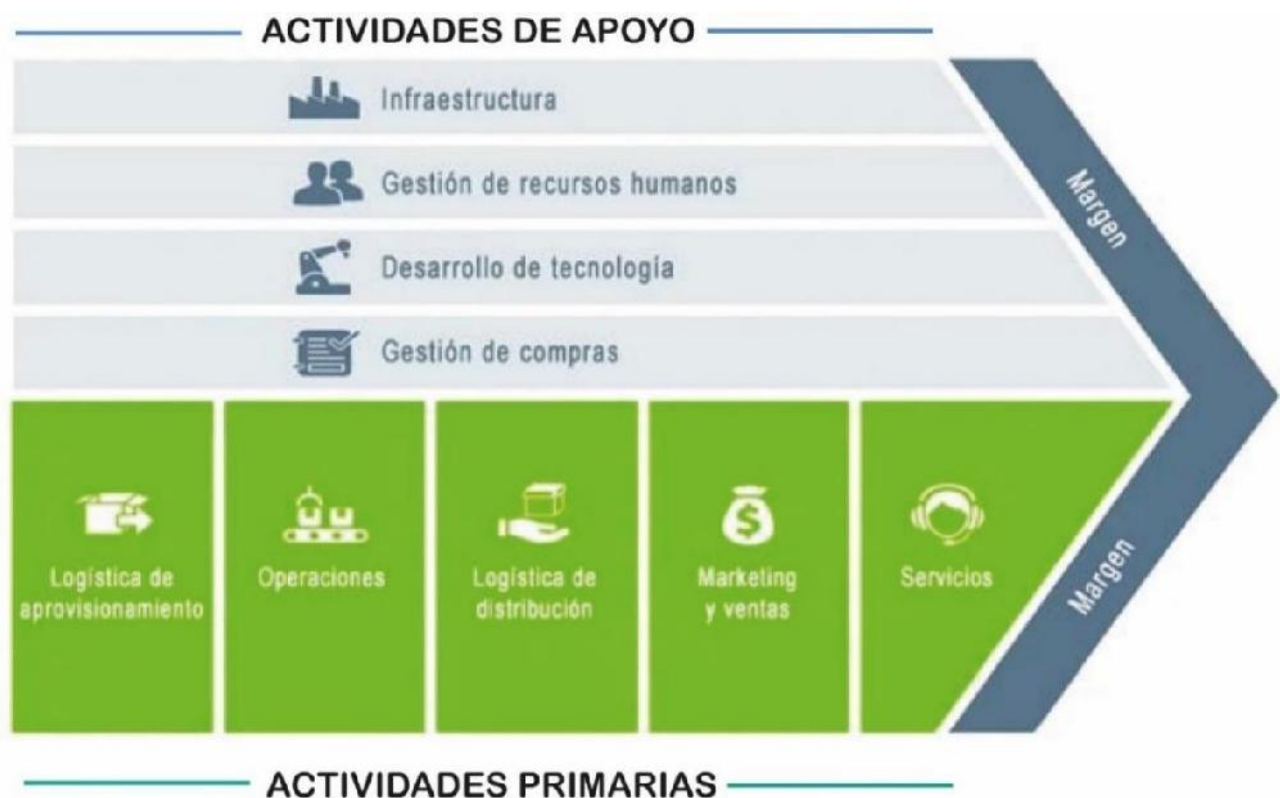 ACTIVIDADES DE APOYO
Infraestructura
Gestión de recursos humanos
Desarrollo de tecnología
Gestión de compras
Margen
Logística de
aprovisionamiento
Operaciones
Logística de
distribución
Marketing
y ventas
Servicios
Margen
ACTIVIDADES PRIMARIAS